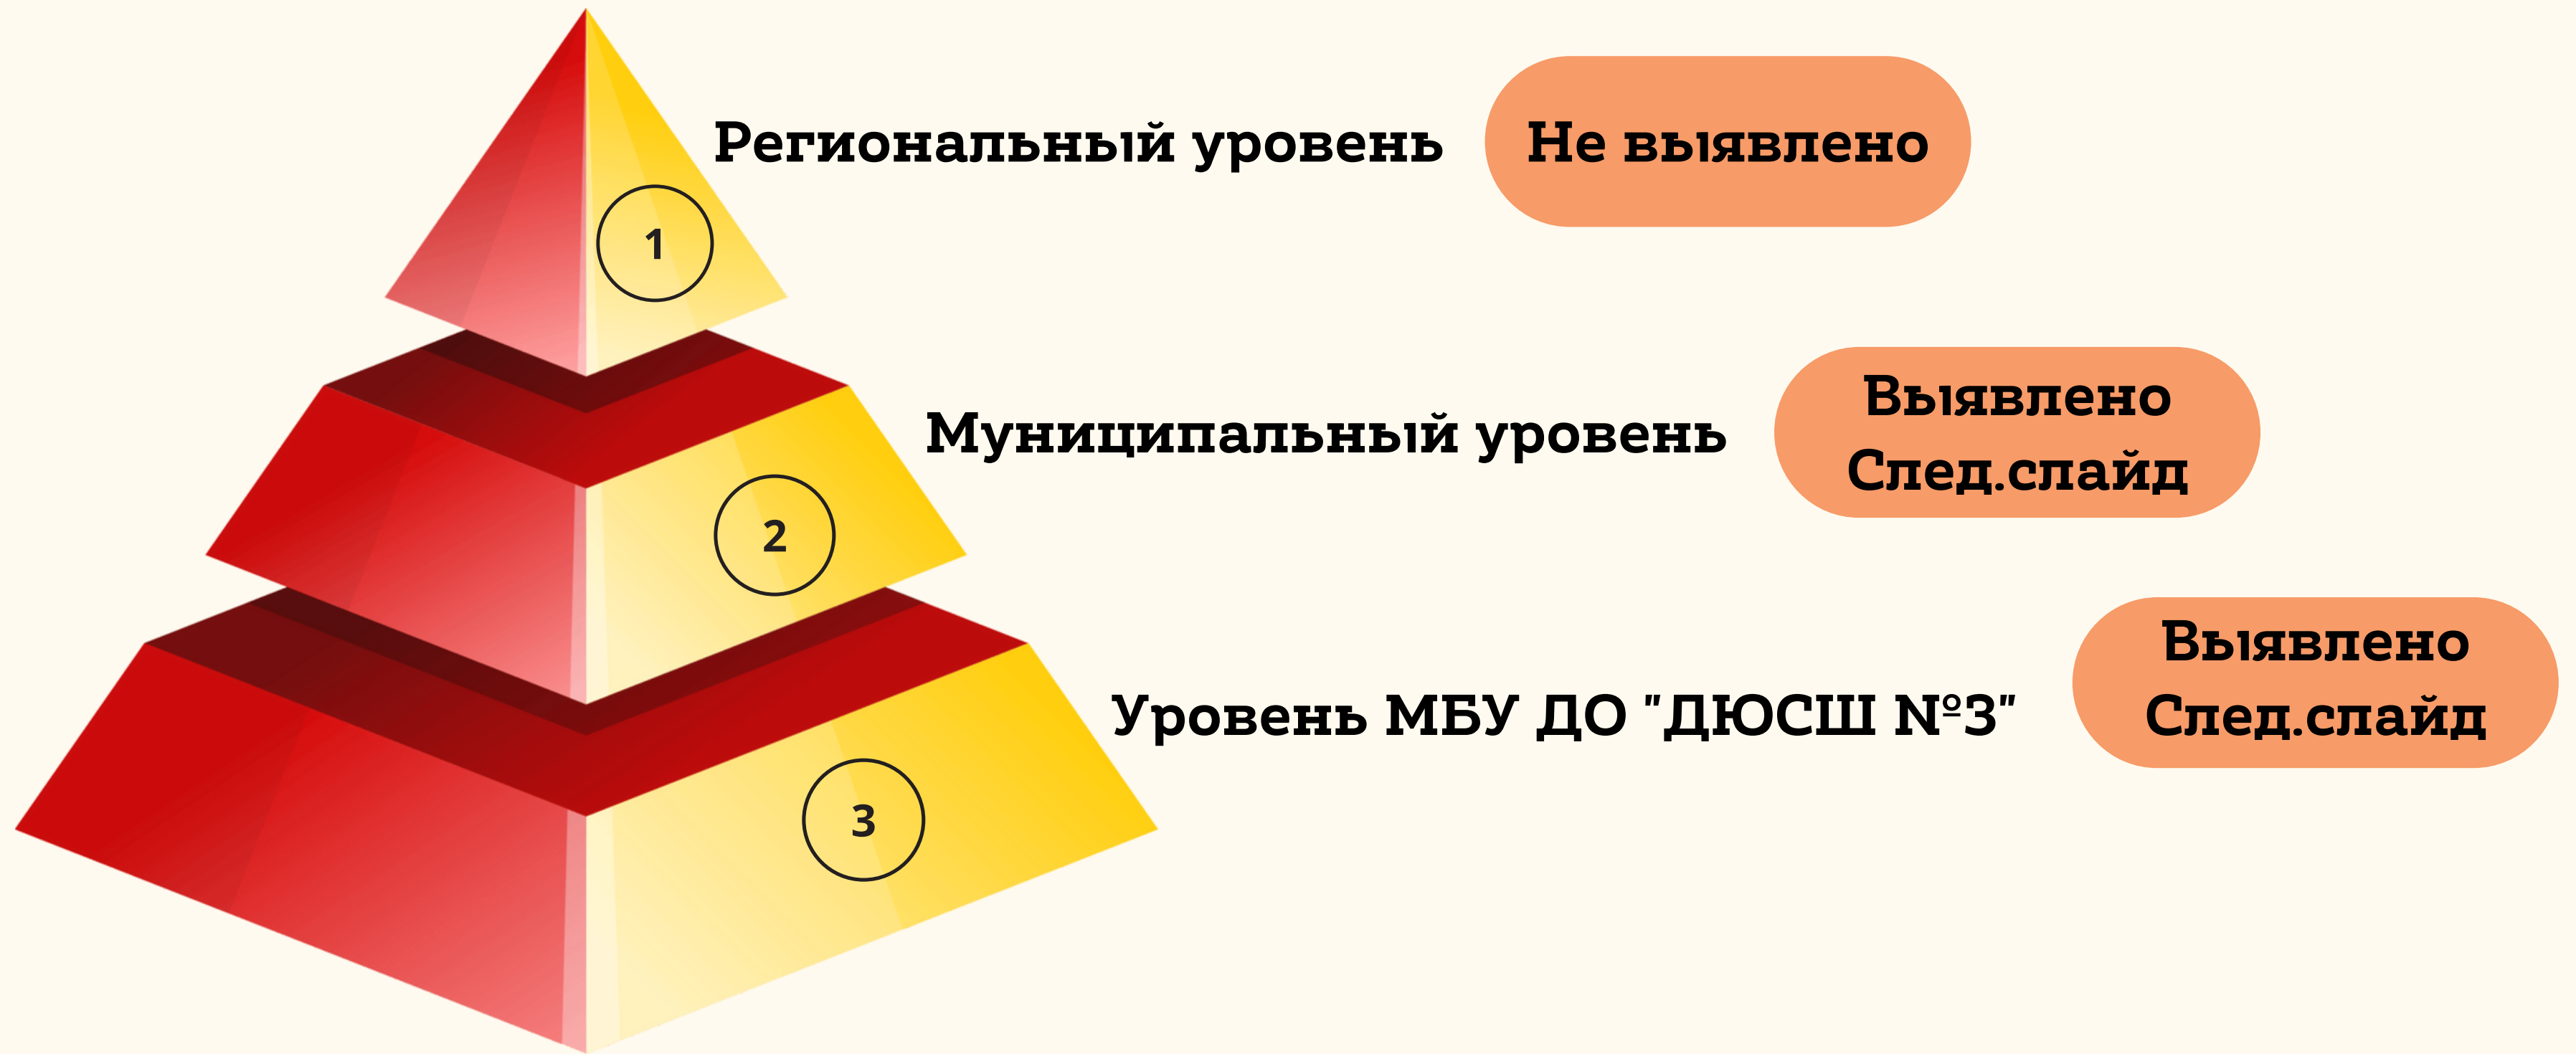 Региональный уровень
Не выявлено
1
Муниципальный уровень
Выявлено
След.слайд
2
Уровень МБУ ДО "ДЮСШ №3"
Выявлено
След.слайд
3